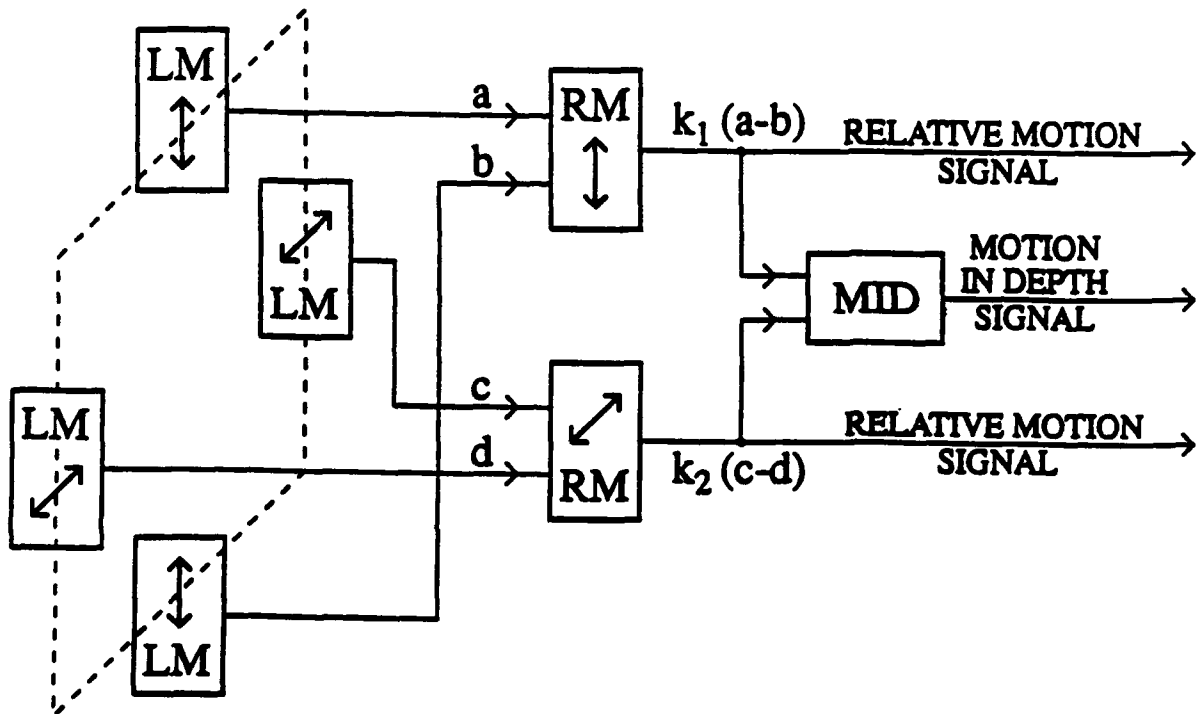 LM
a
RM
k₁ (a-b)
RELATIVE MOTION
SIGNAL
b
LM
MOTION
IN DEPTH
SIGNAL
MID
LM
c
d
RM
k₂ (c-d)
RELATIVE MOTION
SIGNAL
LM